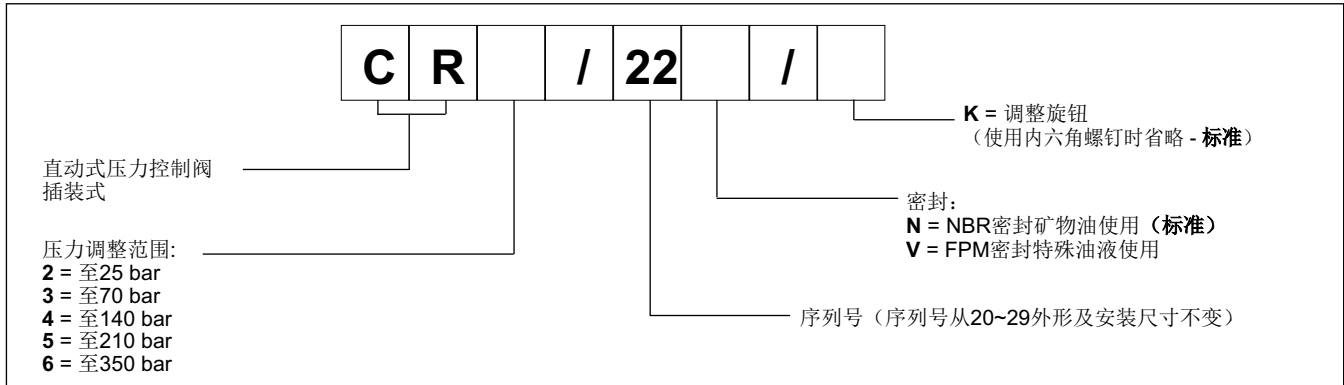 C R / 22 /
K = 调整旋钮
（使用内六角螺钉时省略 - 标准）
直动式压力控制阀
插装式
密封：
N = NBR密封矿物油使用（标准）
V = FPM密封特殊油液使用
压力调整范围:
2 = 至25 bar
3 = 至70 bar
4 = 至140 bar
5 = 至210 bar
6 = 至350 bar
序列号（序列号从20~29外形及安装尺寸不变）